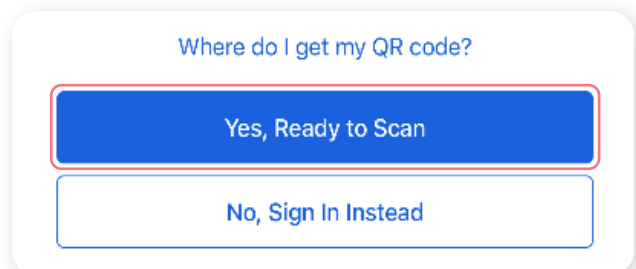 Where do I get my QR code?
Yes, Ready to Scan
No, Sign In Instead